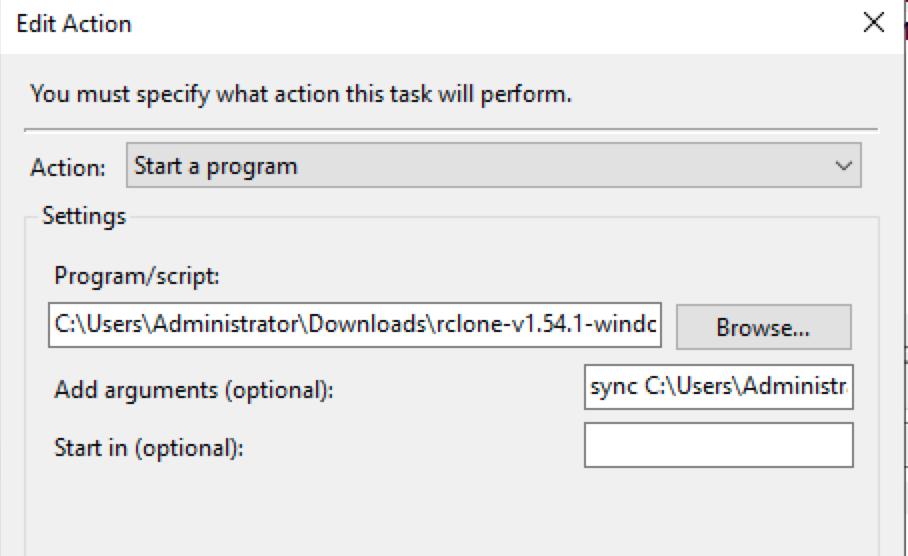 Edit Action
You must specify what action this task will perform.
Action: Start a program
Settings
Program/script:
C:\Users\Administrator\Downloads\rclone-v1.54.1-windc Browse...
Add arguments (optional): sync C:\Users\Administr
Start in (optional):